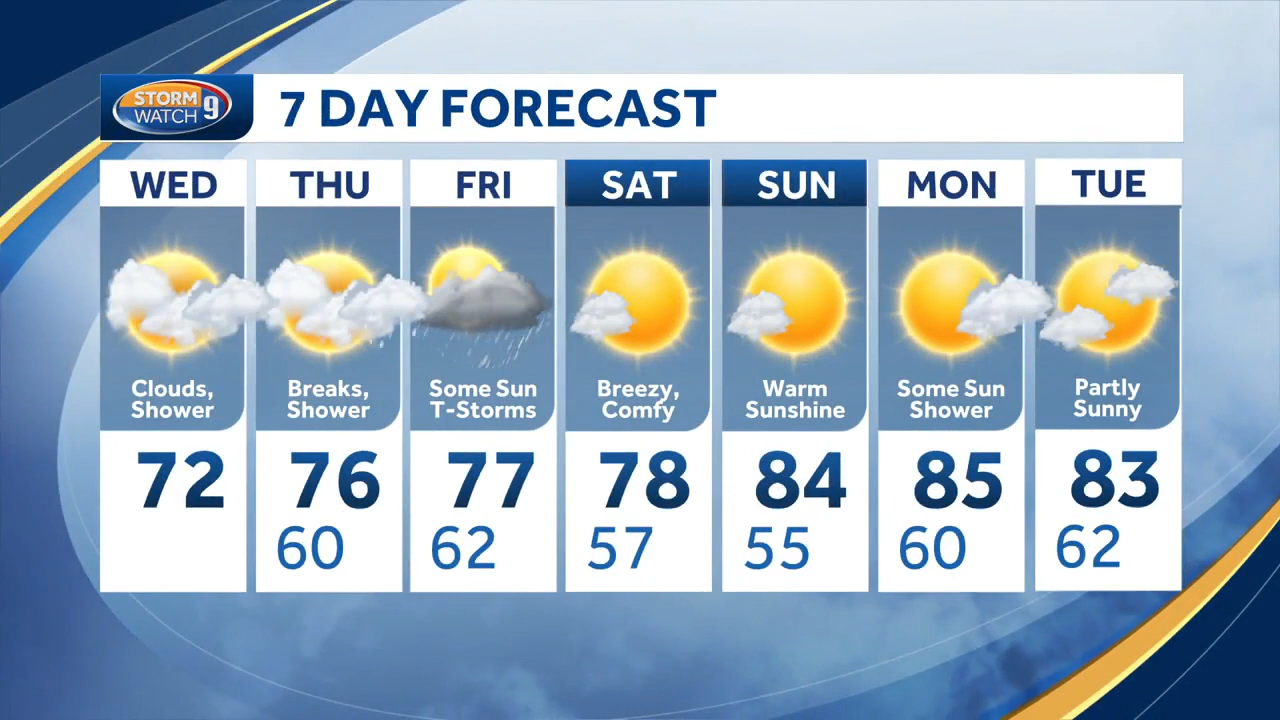 STORM
WATCH 9
7 DAY FORECAST
WED THU FRI SAT SUN MON TUE
Clouds, Breaks, Some Sun Breezy, Warm Some Sun Partly
Shower Shower T-Storms Comfy Sunshine Shower Sunny
72 76 77 78 84 85 83
60 62 57 55 60 62